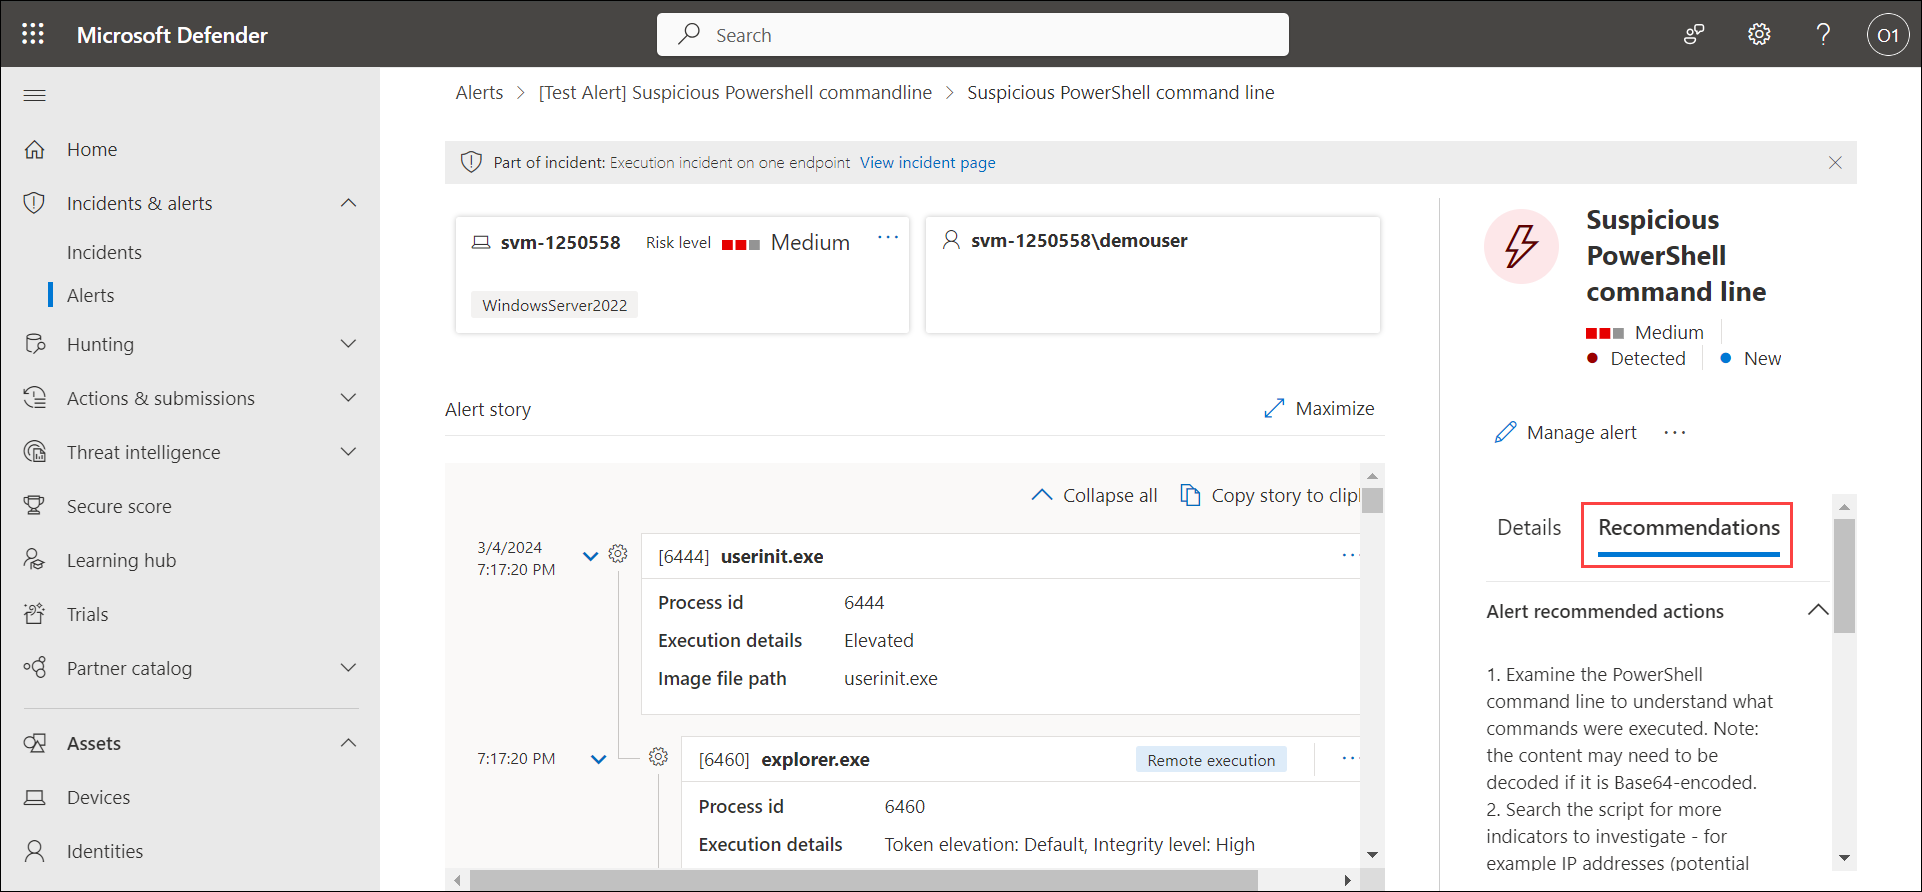 Microsoft Defender
Search
O1
Home
Incidents & alerts
Incidents
Alerts
Hunting
Actions & submissions
Threat intelligence
Secure score
Learning hub
Trials
Partner catalog
Assets
Devices
Identities
Alerts > [Test Alert] Suspicious Powershell commandline > Suspicious PowerShell command line
Part of incident: Execution incident on one endpoint View incident page
svm-1250558 Risk level Medium ...
WindowsServer2022
svm-1250558\demouser
Alert story
Maximize
Collapse all
Copy story to clip
3/4/2024
7:17:20 PM
[6444] userinit.exe ...
Process id 6444
Execution details Elevated
Image file path userinit.exe
7:17:20 PM
[6460] explorer.exe Remote execution ...
Process id 6460
Execution details Token elevation: Default, Integrity level: High
Suspicious
PowerShell
command line
Medium
Detected New
Manage alert ...
Details Recommendations
Alert recommended actions
1. Examine the PowerShell
command line to understand what
commands were executed. Note:
the content may need to be
decoded if it is Base64-encoded.
2. Search the script for more
indicators to investigate - for
example IP addresses (potential